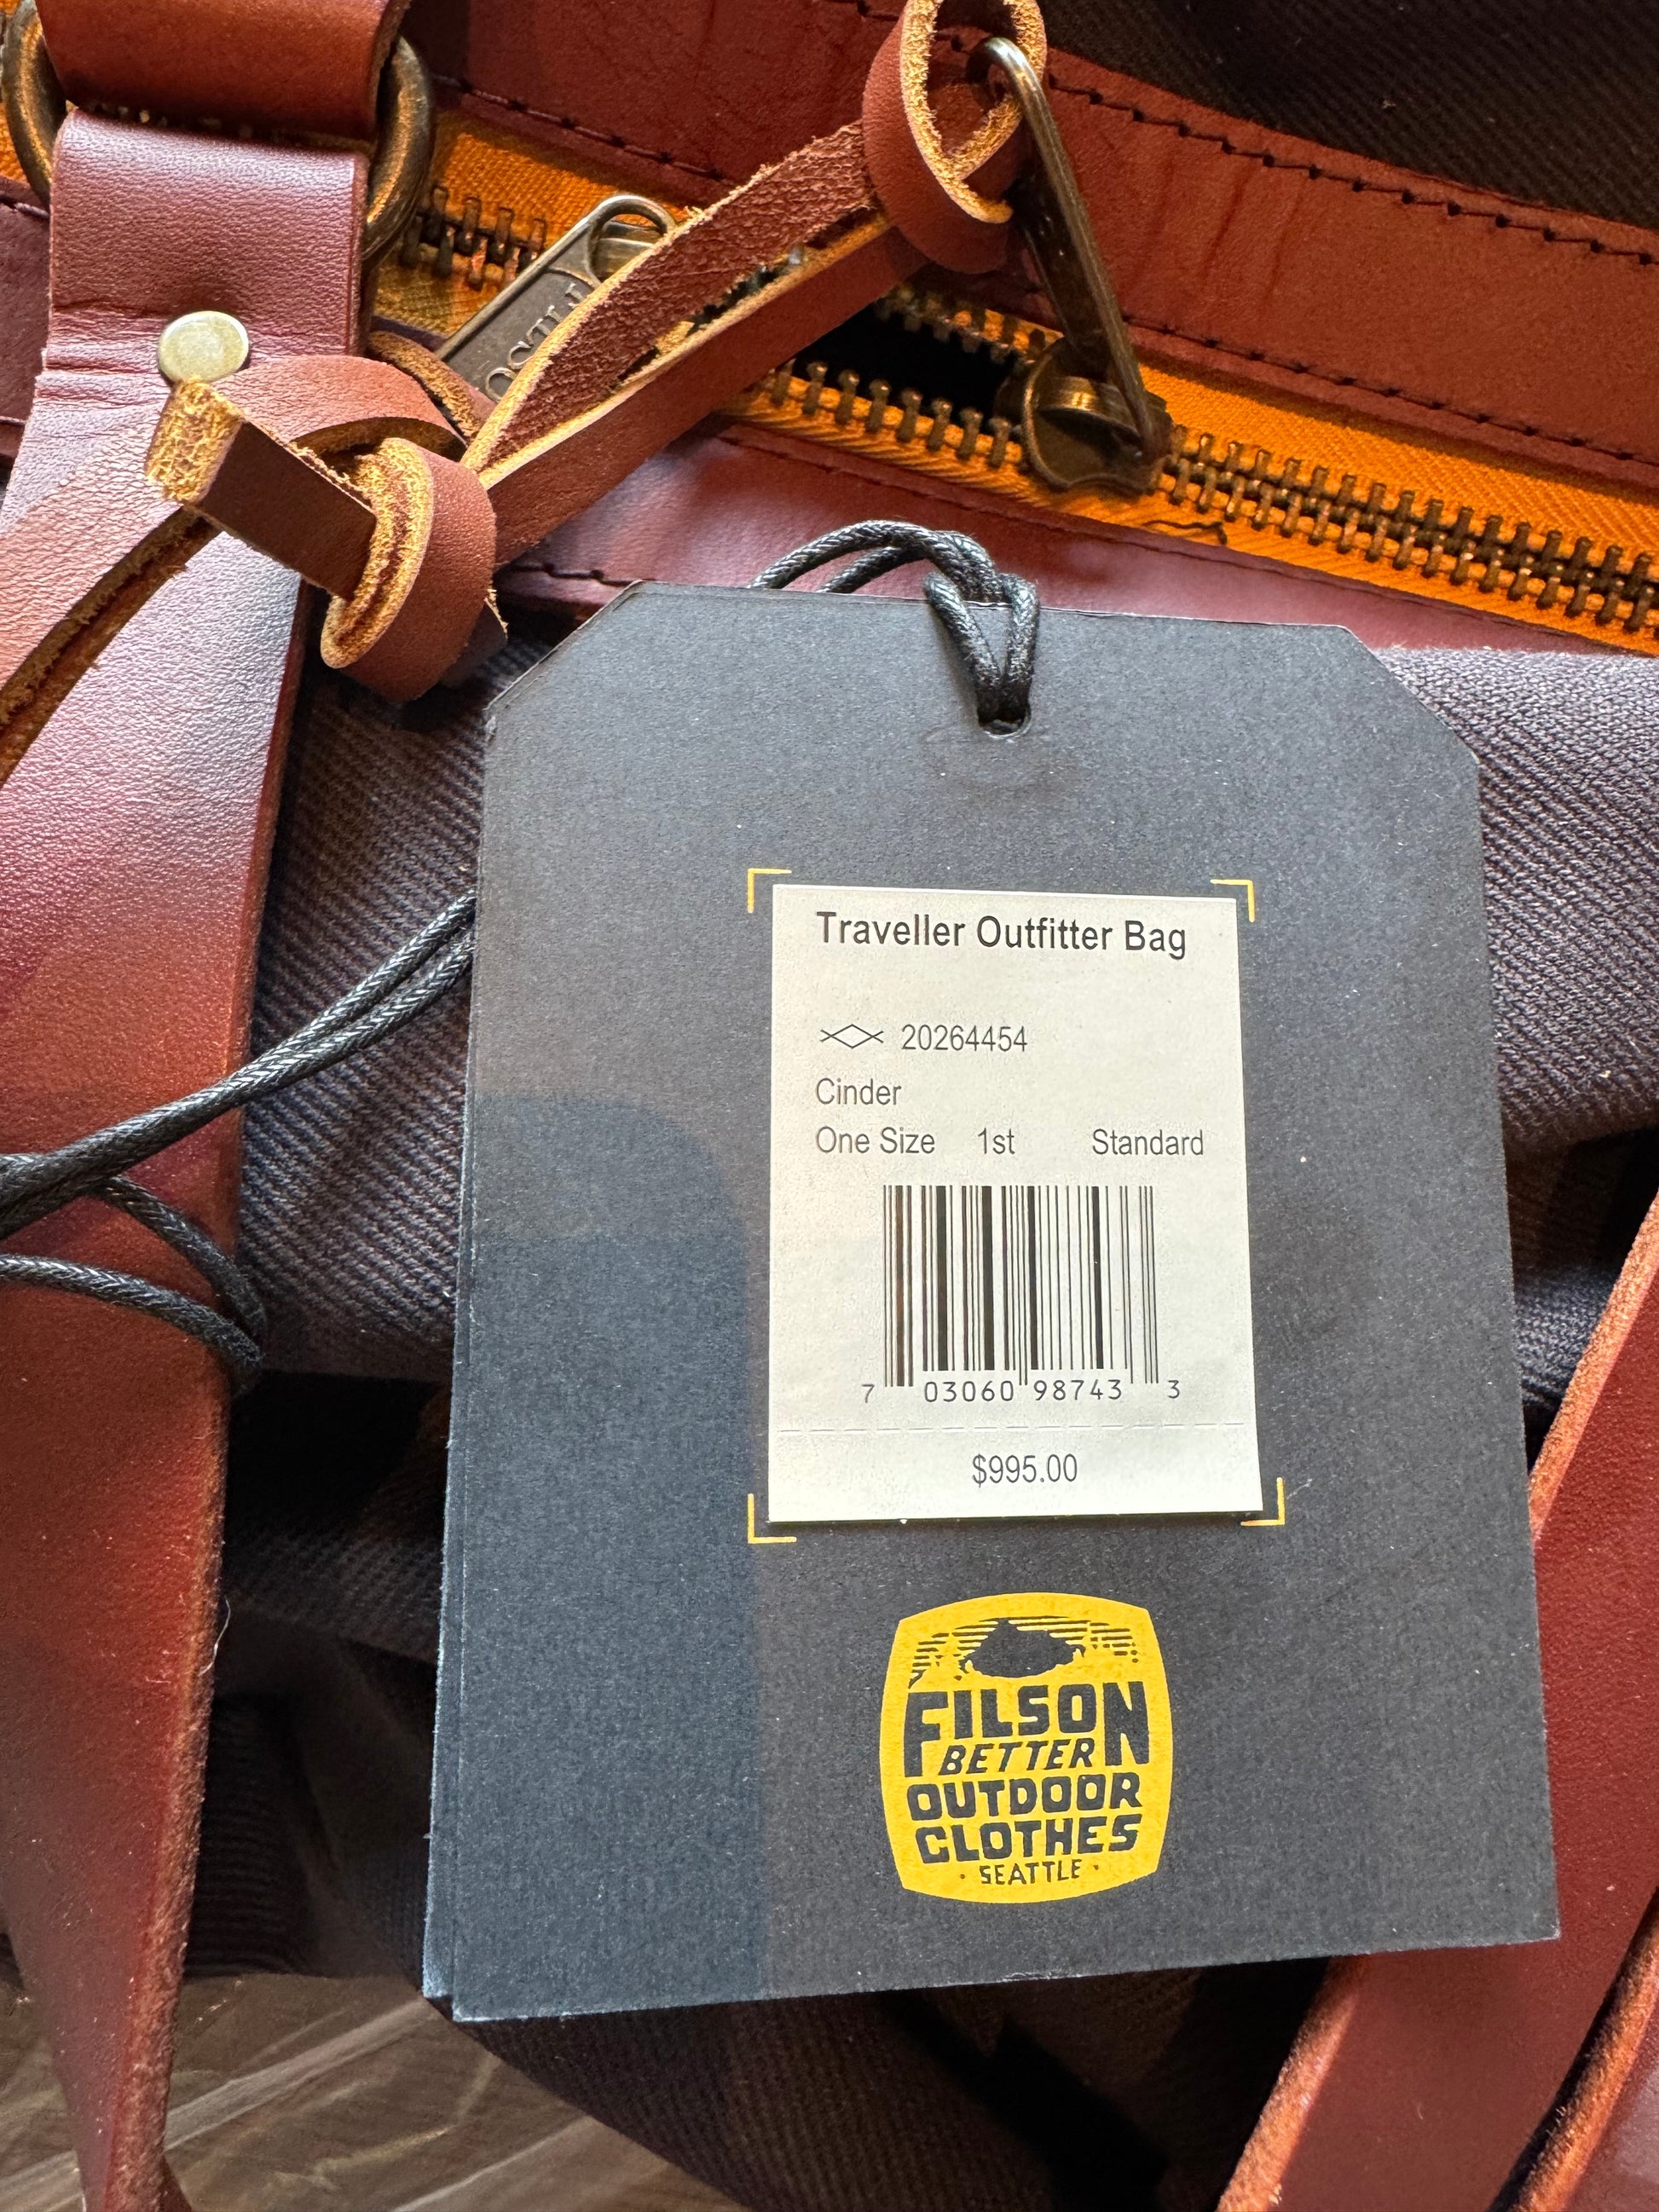 Traveller Outfitter Bag
20264454
Cinder
One Size 1st Standard
7 03060 98743 3
$995.00
FILSON
BETTER
OUTDOOR
CLOTHES
· SEATTLE ·